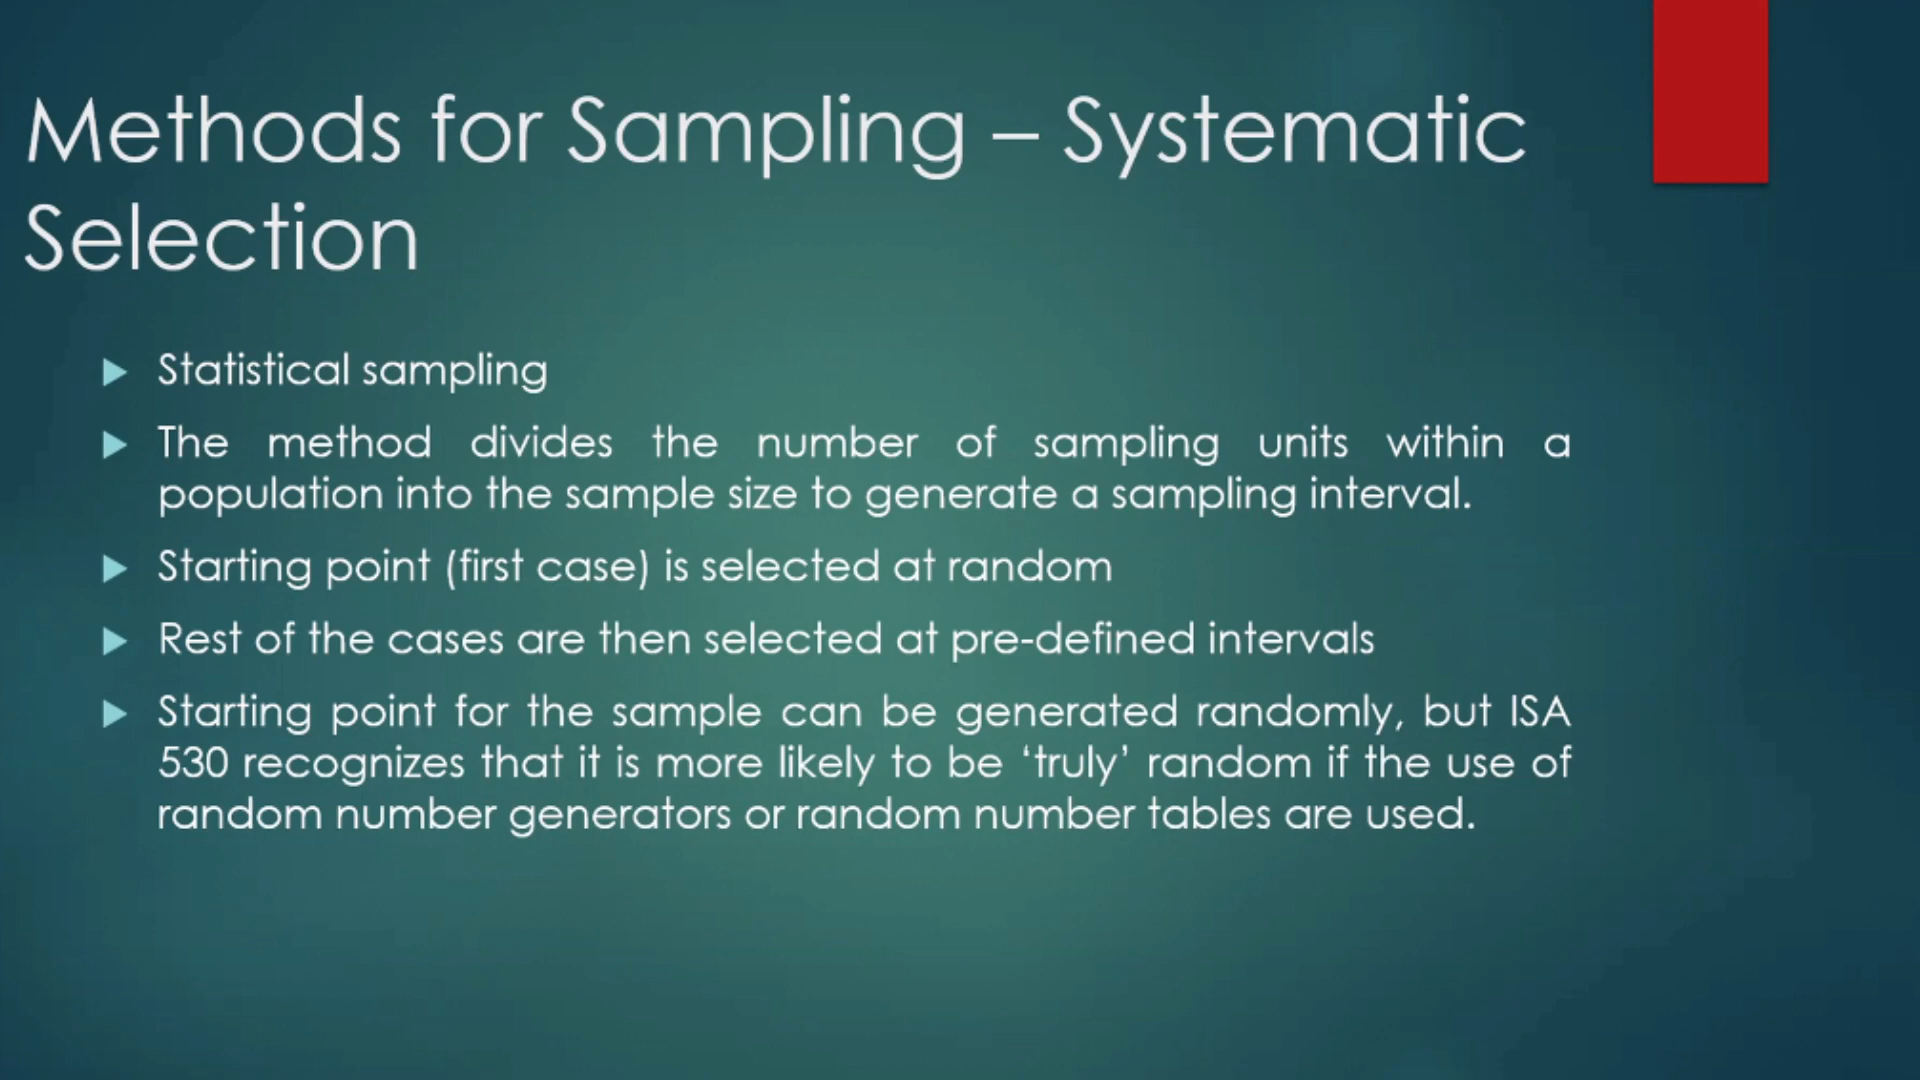 Methods for Sampling – Systematic
Selection
Statistical sampling
The method divides the number of sampling units within a
population into the sample size to generate a sampling interval.
Starting point (first case) is selected at random
Rest of the cases are then selected at pre-defined intervals
Starting point for the sample can be generated randomly, but ISA
530 recognizes that it is more likely to be ‘truly’ random if the use of
random number generators or random number tables are used.